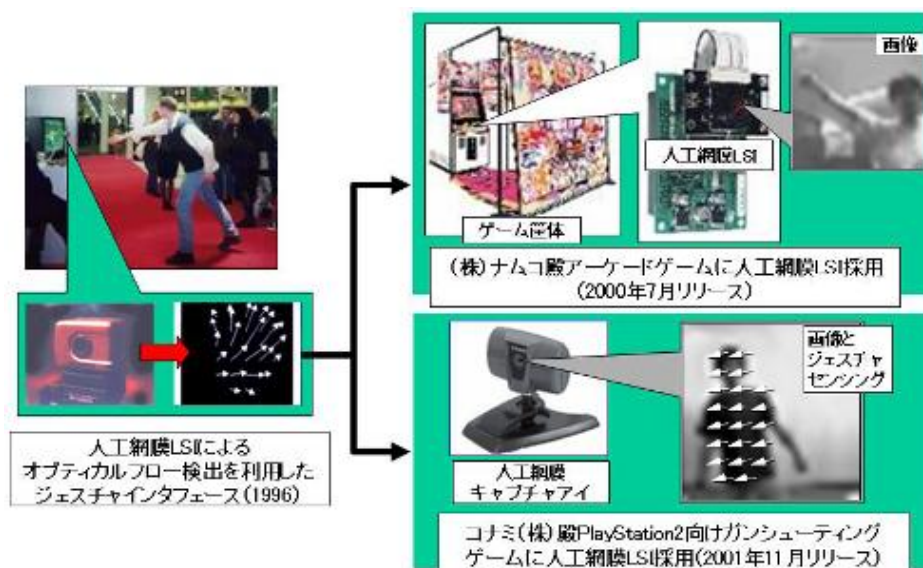 人工網膜LSIによる
オプティカルフロー検出を利用した
ジェスチャインタフェース(1996)
ゲーム筐体
人工網膜LSI
画像
(株)ナムコ殿アーケードゲームに人工網膜LSI採用
(2000年7月リリース)
人工網膜
キャプチャアイ
画像と
ジェスチャ
センシング
コナミ(株)殿PlayStation2向けガンシューティング
ゲームに人工網膜LSI採用(2001年11月リリース)